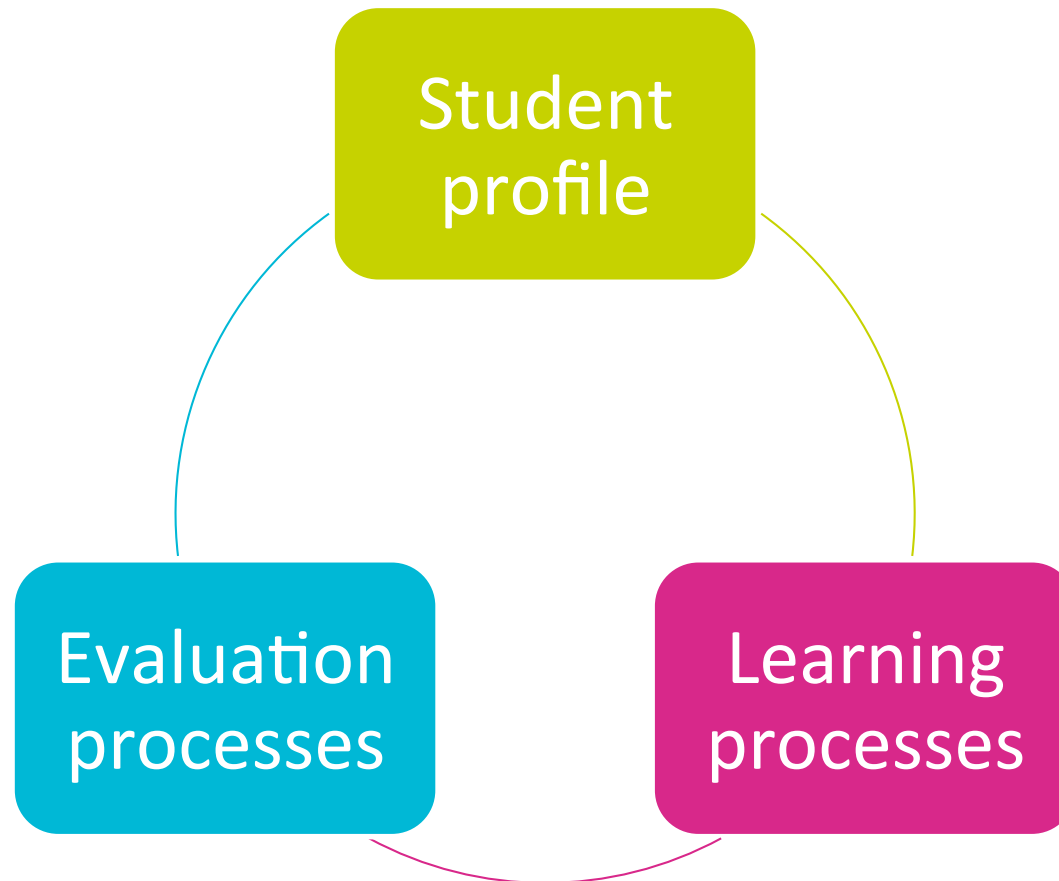 Student
profile
Evaluation
processes
Learning
processes